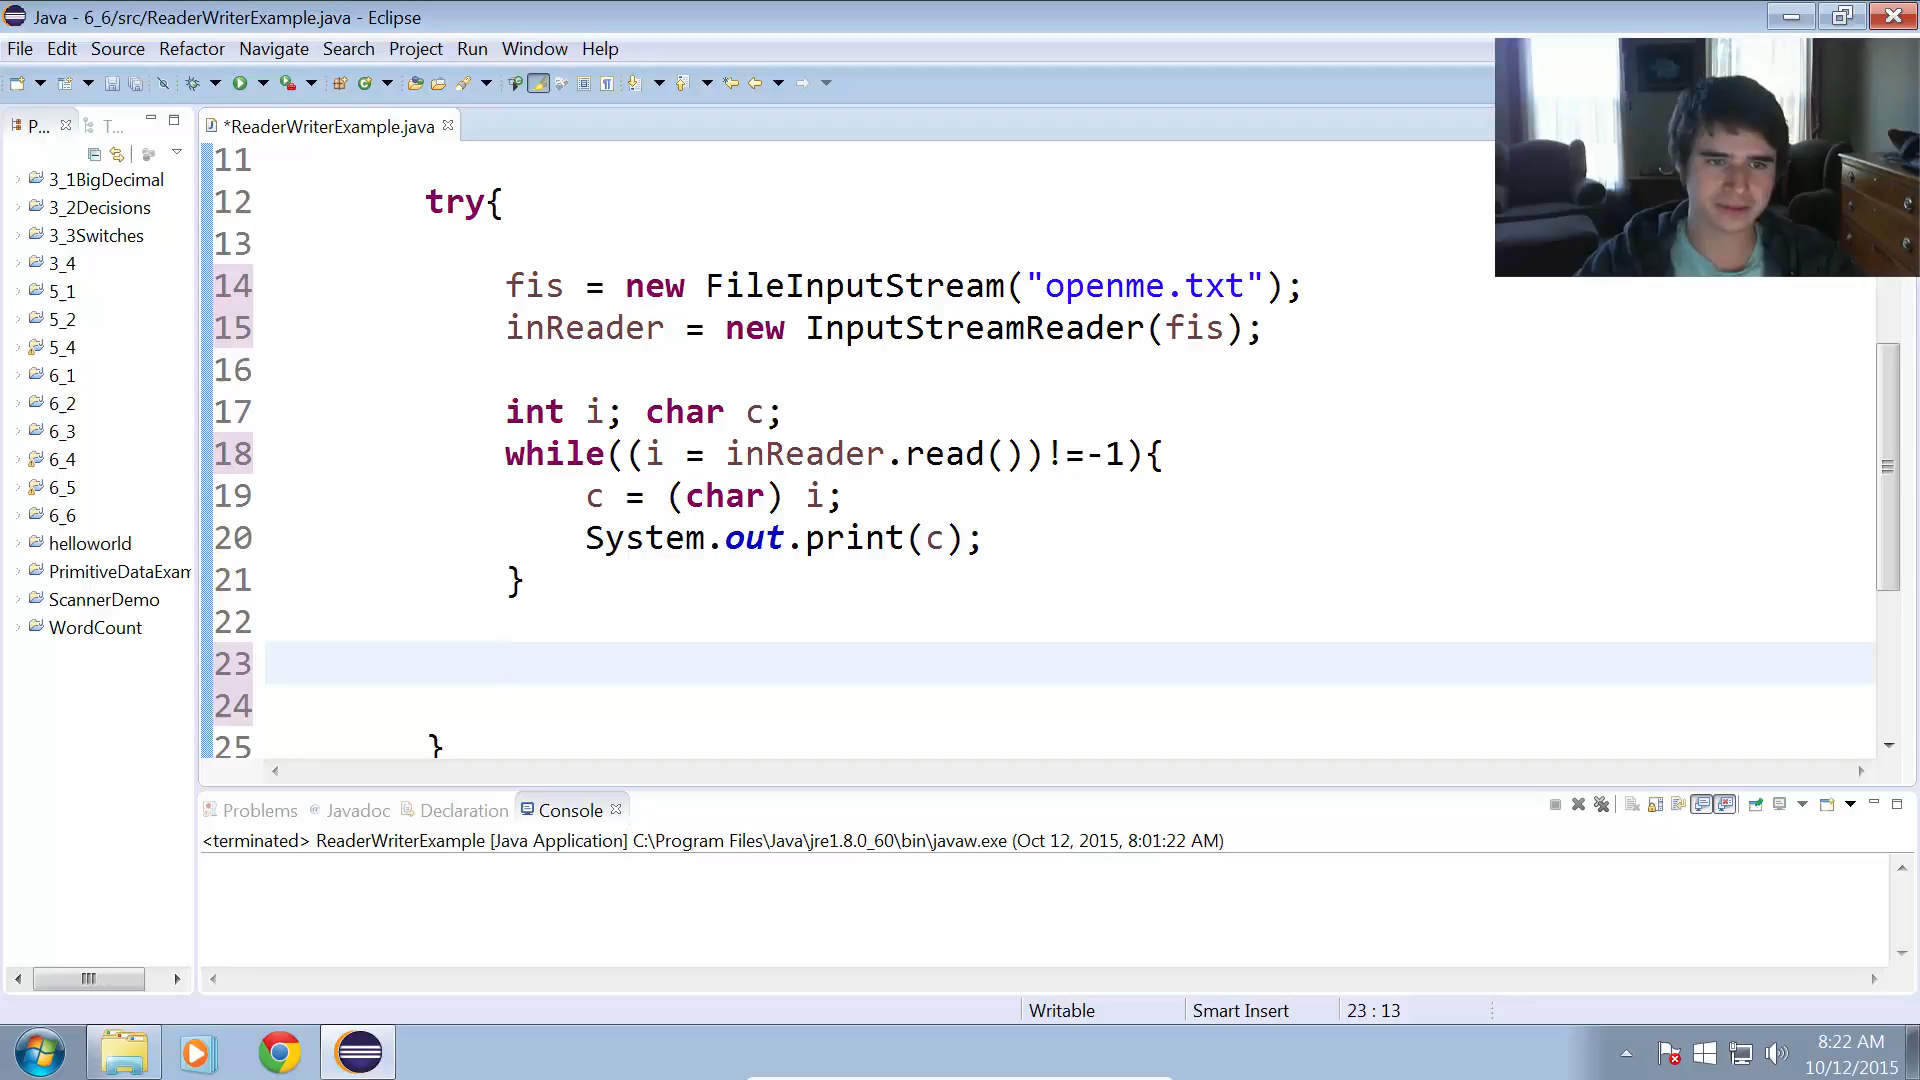 Java - 6_6/src/ReaderWriterExample.java - Eclipse
File Edit Source Refactor Navigate Search Project Run Window Help
P... T... *ReaderWriterExample.java
3_1BigDecimal
3_2Decisions
3_3Switches
3_4
5_1
5_2
5_4
6_1
6_2
6_3
6_4
6_5
6_6
helloworld
PrimitiveDataExam
ScannerDemo
WordCount
11
12 try{
13
14 fis = new FileInputStream("openme.txt");
15 inReader = new InputStreamReader(fis);
16
17 int i; char c;
18 while((i = inReader.read())!=-1){
19 c = (char) i;
20 System.out.print(c);
21 }
22
23
24
25 }
Problems @ Javadoc Declaration Console
<terminated> ReaderWriterExample [Java Application] C:\Program Files\Java\jre1.8.0_60\bin\javaw.exe (Oct 12, 2015, 8:01:22 AM)
Writable Smart Insert 23 : 13
8:22 AM
10/12/2015